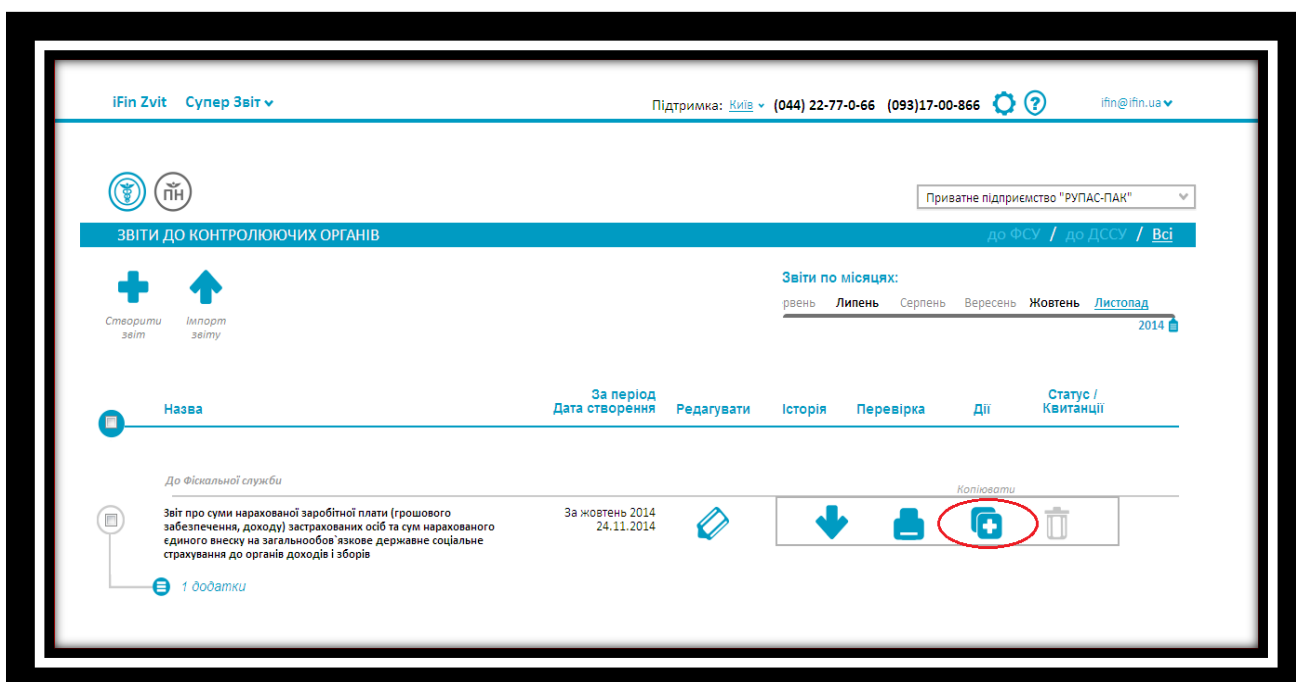 iFin Zvit Супер Звіт Підтримка: Київ (044) 22-77-0-66 (093)17-00-866 ? ifin@ifin.ua
ПН
Приватне підприємство "РУПАС-ПАК"
ЗВІТИ ДО КОНТРОЛЮЮЧИХ ОРГАНІВ до ФСУ / до ДССУ / Всі
Звіти по місяцях:
рвень Липень Серпень Вересень Жовтень Листопад
2014
Створити звіт
Імпорт звіту
Назва
За період
Дата створення
Редагувати Історія Перевірка Дії
Статус /
Квитанції
До Фіскальної служби
Копіювати
Звіт про суми нарахованої заробітної плати (грошового
забезпечення, доходу) застрахованих осіб та сум нарахованого
єдиного внеску на загальнообов`язкове державне соціальне
страхування до органів доходів і зборів
За жовтень 2014
24.11.2014
1 додатки